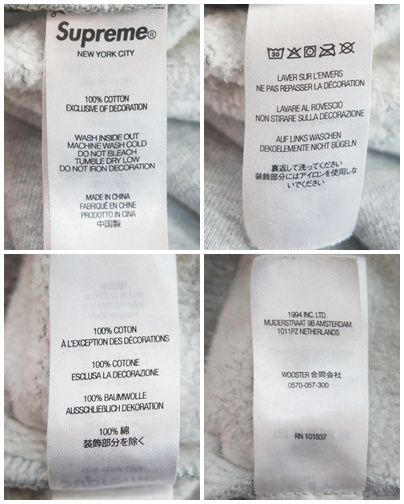 Supreme®
NEW YORK CITY
100% COTTON
EXCLUSIVE OF DECORATION
WASH INSIDE OUT
MACHINE WASH COLD
DO NOT BLEACH
TUMBLE DRY LOW
DO NOT IRON DECORATION
MADE IN CHINA
FABRIQUÉ EN CHINE
PRODOTTO IN CINA
中国製
30
LAVER SUR L'ENVERS
NE PAS REPASSER LA DÉCORATION
LAVARE AL ROVESCIO
NON STIRARE SULLA DECORAZIONE
AUF LINKS WASCHEN
DEKOELEMENTE NICHT BÜGELN
裏返して洗ってください
装飾部分にはアイロンを使用しな
いでください
100% COTON
À L'EXCEPTION DES DÉCORATIONS
100% COTONE
ESCLUSA LA DECORAZIONE
100% BAUMWOLLE
AUSSCHLIEßLICH DEKORATION
100% 綿
装飾部分を除く
1994 INC. LTD.
MUIDERSTRAAT 9B AMSTERDAM
1011PZ NETHERLANDS
WOOSTER 合同会社
0570-057-300
RN 101837